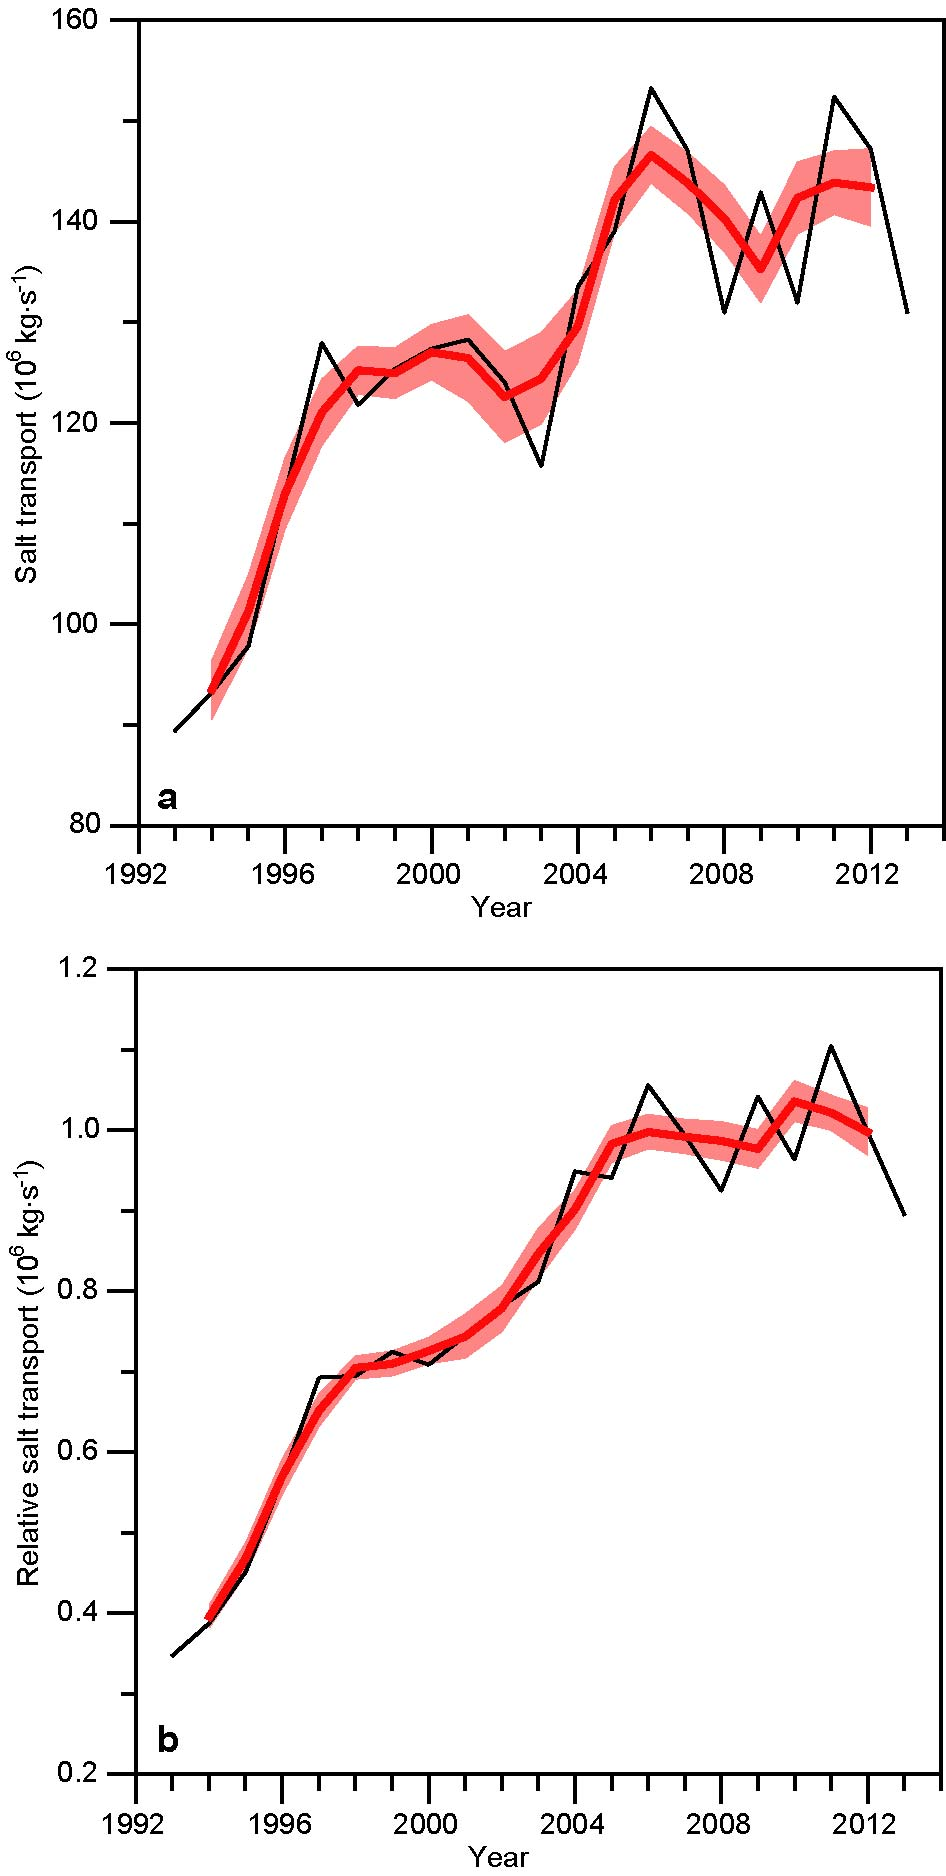 160
140
120
100
80
Salt transport (10⁶ kg·s⁻¹)
a
1992 1996 2000 2004 2008 2012
Year
1.2
1.0
0.8
0.6
0.4
0.2
Relative salt transport (10⁶ kg·s⁻¹)
b
1992 1996 2000 2004 2008 2012
Year